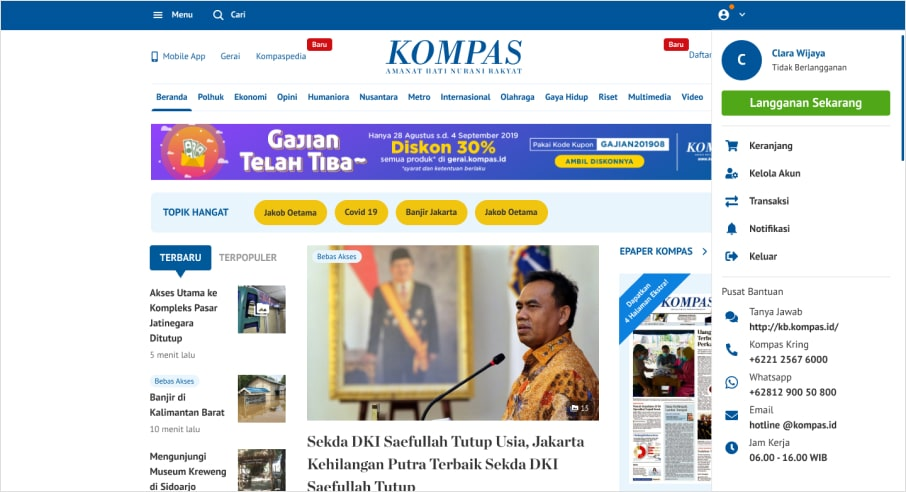 Menu
Cari
Mobile App
Gerai
Kompaspedia
Baru
KOMPAS
AMANAT HATI NURANI RAKYAT
Baru
Daftar
Beranda
Polhuk
Ekonomi
Opini
Humaniora
Nusantara
Metro
Internasional
Olahraga
Gaya Hidup
Riset
Multimedia
Video
GAJIAN
TELAH TIBA~
Hanya 28 Agustus s.d. 4 September 2019
Diskon 30%
semua produk* di gerai.kompas.id
*syarat dan ketentuan berlaku
Pakai Kode Kupon
GAJIAN201908
AMBIL DISKONNYA
TOPIK HANGAT
Jakob Oetama
Covid 19
Banjir Jakarta
Jakob Oetama
TERBARU
TERPOPULER
Akses Utama ke
Kompleks Pasar
Jatinegara
Ditutup
5 menit lalu
Bebas Akses
Banjir di
Kalimantan Barat
10 menit lalu
Mengunjungi
Museum Kreweng
di Sidoarjo
Bebas Akses
15
Sekda DKI Saefullah Tutup Usia, Jakarta
Kehilangan Putra Terbaik Sekda DKI
Saefullah Tutup
EPAPER KOMPAS
Dapatkan
4 Halaman Ekstra!
KOMPAS
C
Clara Wijaya
Tidak Berlangganan
Langganan Sekarang
Keranjang
Kelola Akun
Transaksi
Notifikasi
Keluar
Pusat Bantuan
Tanya Jawab
http://kb.kompas.id/
Kompas Kring
+6221 2567 6000
Whatsapp
+62812 900 50 800
Email
hotline @kompas.id
Jam Kerja
06.00 - 16.00 WIB